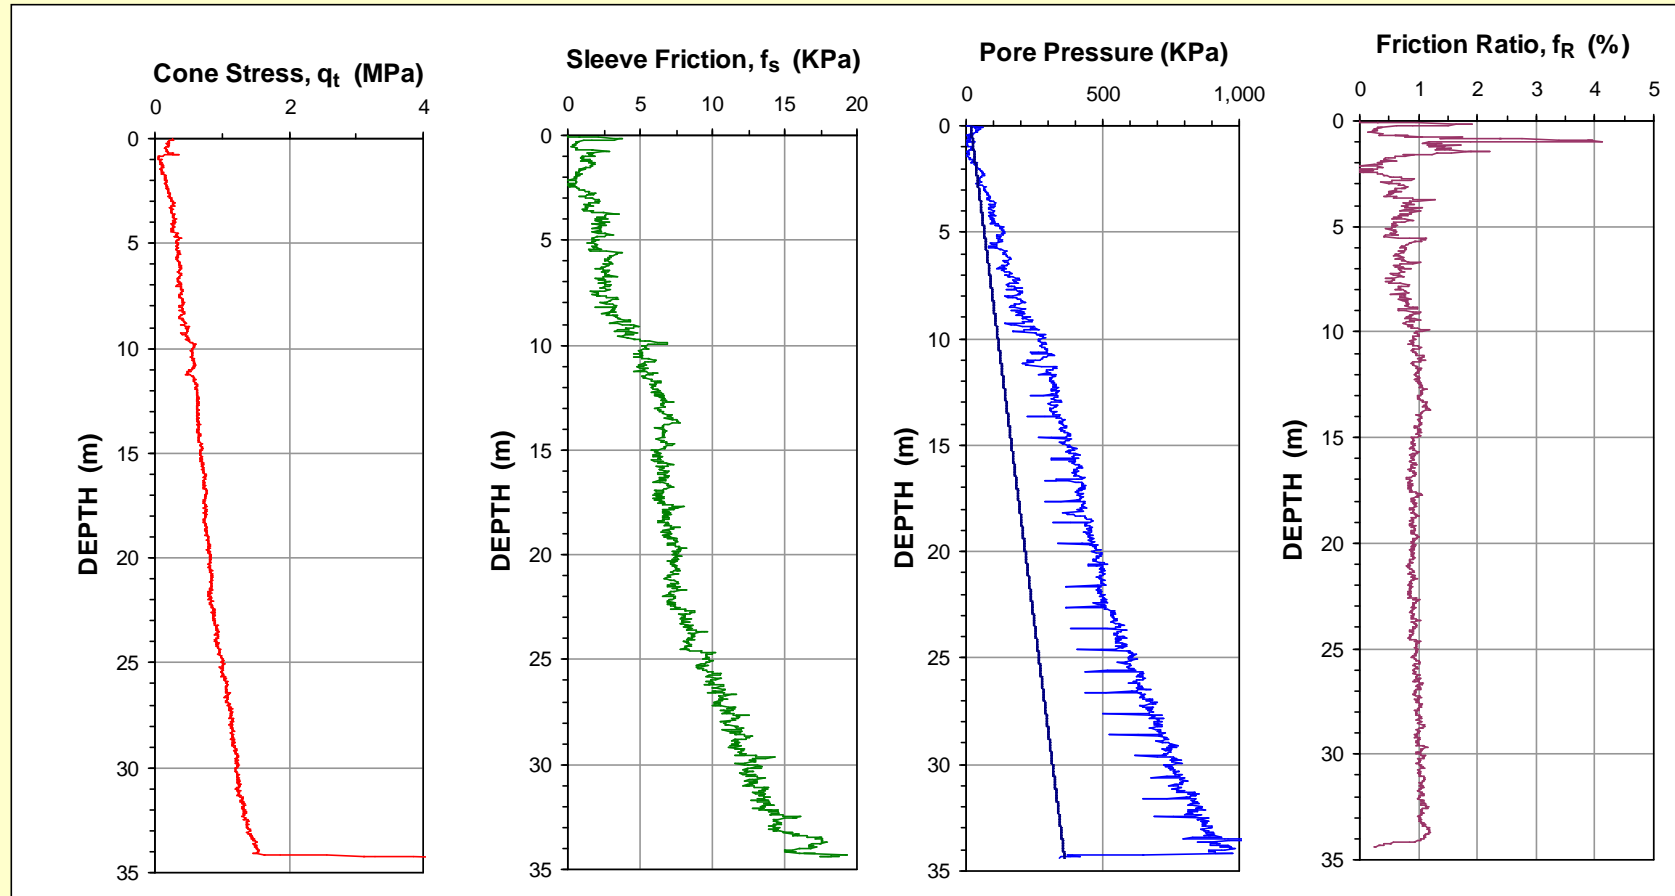 Cone Stress, qt (MPa)
0 2 4
DEPTH (m)
0
5
10
15
20
25
30
35
Sleeve Friction, fs (KPa)
0 5 10 15 20
DEPTH (m)
0
5
10
15
20
25
30
35
Pore Pressure (KPa)
0 500 1,000
DEPTH (m)
0
5
10
15
20
25
30
35
Friction Ratio, fR (%)
0 1 2 3 4 5
DEPTH (m)
0
5
10
15
20
25
30
35